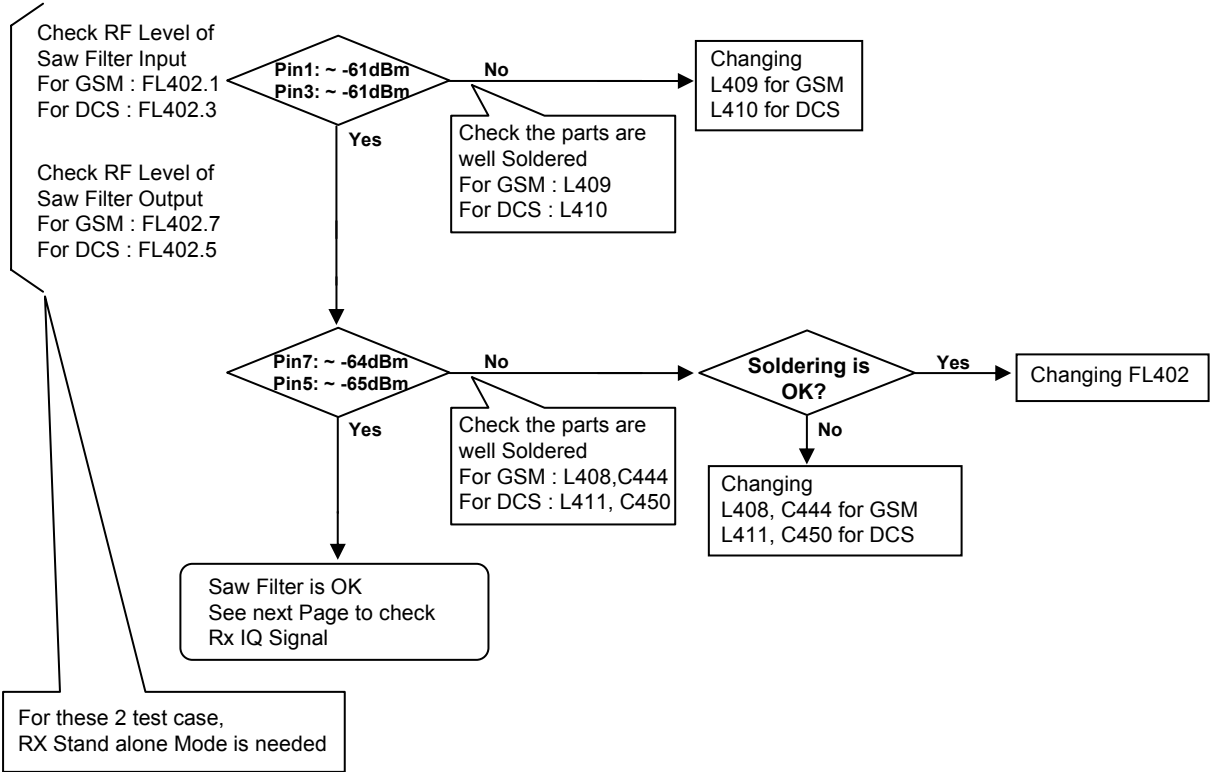 Check RF Level of
Saw Filter Input
For GSM : FL402.1
For DCS : FL402.3
Pin1: ~ -61dBm
Pin3: ~ -61dBm
No
Changing
L409 for GSM
L410 for DCS
Yes
Check the parts are
well Soldered
For GSM : L409
For DCS : L410
Check RF Level of
Saw Filter Output
For GSM : FL402.7
For DCS : FL402.5
Pin7: ~ -64dBm
Pin5: ~ -65dBm
No
Soldering is
OK?
Yes
Changing FL402
Yes
Check the parts are
well Soldered
For GSM : L408,C444
For DCS : L411, C450
No
Changing
L408, C444 for GSM
L411, C450 for DCS
Saw Filter is OK
See next Page to check
Rx IQ Signal
For these 2 test case,
RX Stand alone Mode is needed